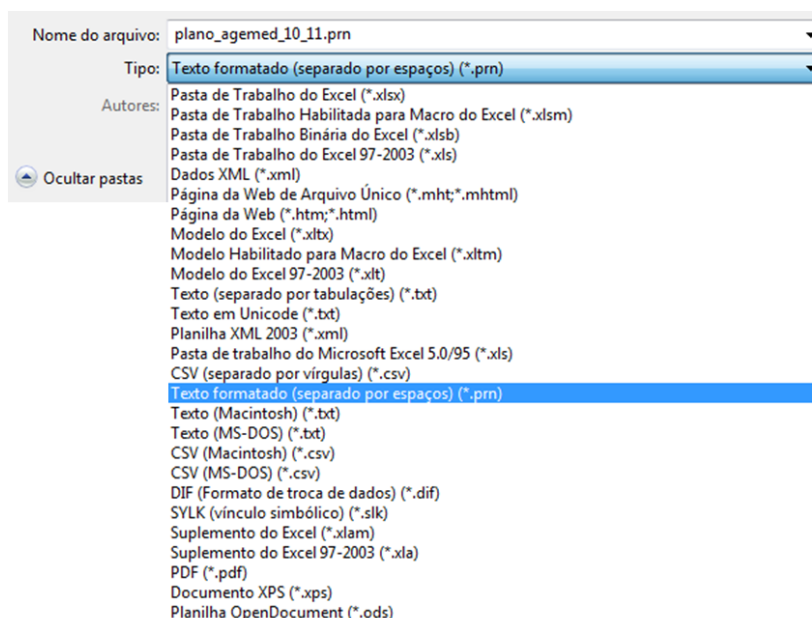 Nome do arquivo: plano_agemed_10_11.prn
Tipo: Texto formatado (separado por espaços) (*.prn)
Autores:
Ocultar pastas
Pasta de Trabalho do Excel (*.xlsx)
Pasta de Trabalho Habilitada para Macro do Excel (*.xlsm)
Pasta de Trabalho Binária do Excel (*.xlsb)
Pasta de Trabalho do Excel 97-2003 (*.xls)
Dados XML (*.xml)
Página da Web de Arquivo Único (*.mht;*.mhtml)
Página da Web (*.htm;*.html)
Modelo do Excel (*.xltx)
Modelo Habilitado para Macro do Excel (*.xltm)
Modelo do Excel 97-2003 (*.xlt)
Texto (separado por tabulações) (*.txt)
Texto em Unicode (*.txt)
Planilha XML 2003 (*.xml)
Pasta de trabalho do Microsoft Excel 5.0/95 (*.xls)
CSV (separado por vírgulas) (*.csv)
Texto formatado (separado por espaços) (*.prn)
Texto (Macintosh) (*.txt)
Texto (MS-DOS) (*.txt)
CSV (Macintosh) (*.csv)
CSV (MS-DOS) (*.csv)
DIF (Formato de troca de dados) (*.dif)
SYLK (vínculo simbólico) (*.slk)
Suplemento do Excel (*.xlam)
Suplemento do Excel 97-2003 (*.xla)
PDF (*.pdf)
Documento XPS (*.xps)
Planilha OpenDocument (*.ods)